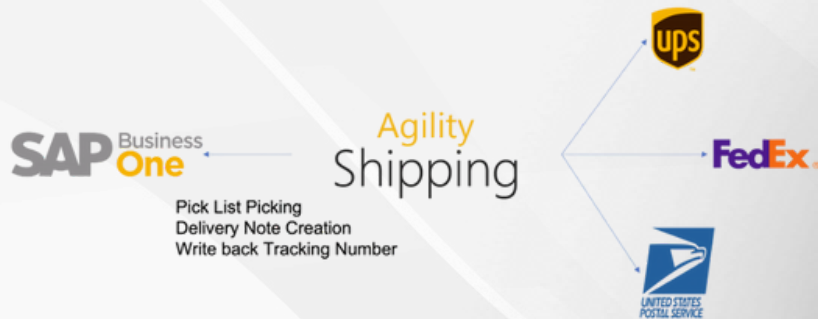 SAP Business One
Pick List Picking
Delivery Note Creation
Write back Tracking Number
Agility
Shipping
ups
FedEx
UNITED STATES
POSTAL SERVICE